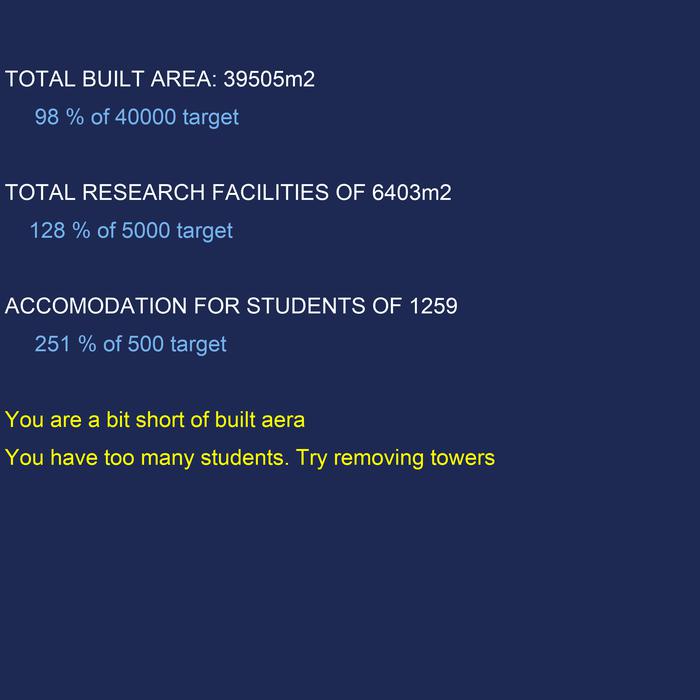 TOTAL BUILT AREA: 39505m2
98 % of 40000 target
TOTAL RESEARCH FACILITIES OF 6403m2
128 % of 5000 target
ACCOMODATION FOR STUDENTS OF 1259
251 % of 500 target
You are a bit short of built aera
You have too many students. Try removing towers